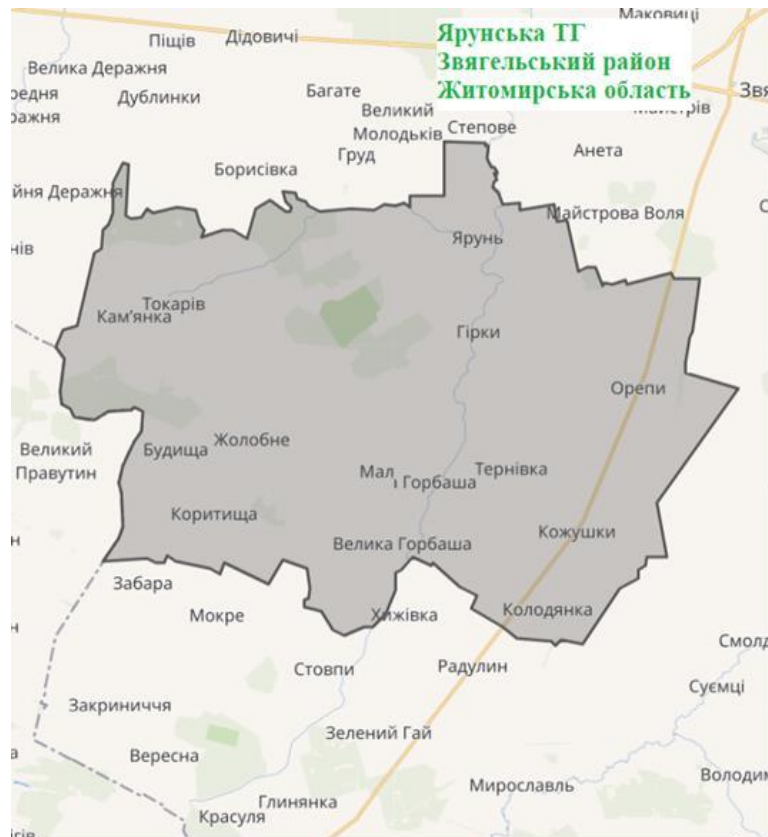 Маковиці
Ярунська ТГ
Звягельський район
Житомирська область
Піщів
Дідовичі
Велика Деражня
Дублинки
Багате
Великий
Молодьків
Степове
Груд
Анета
Борисівка
Майстрова Воля
Ярунь
Токарів
Кам'янка
Гірки
Орепи
Великий
Правутин
Будища
Жолобне
Мал
Горбаша
Тернівка
Коритища
Велика Горбаша
Кожушки
Забара
Мокре
Хижівка
Колодянка
Стовпи
Радулин
Суємці
Закриниччя
Зелений Гай
Вересна
Мирославль
Глинянка
Красуля